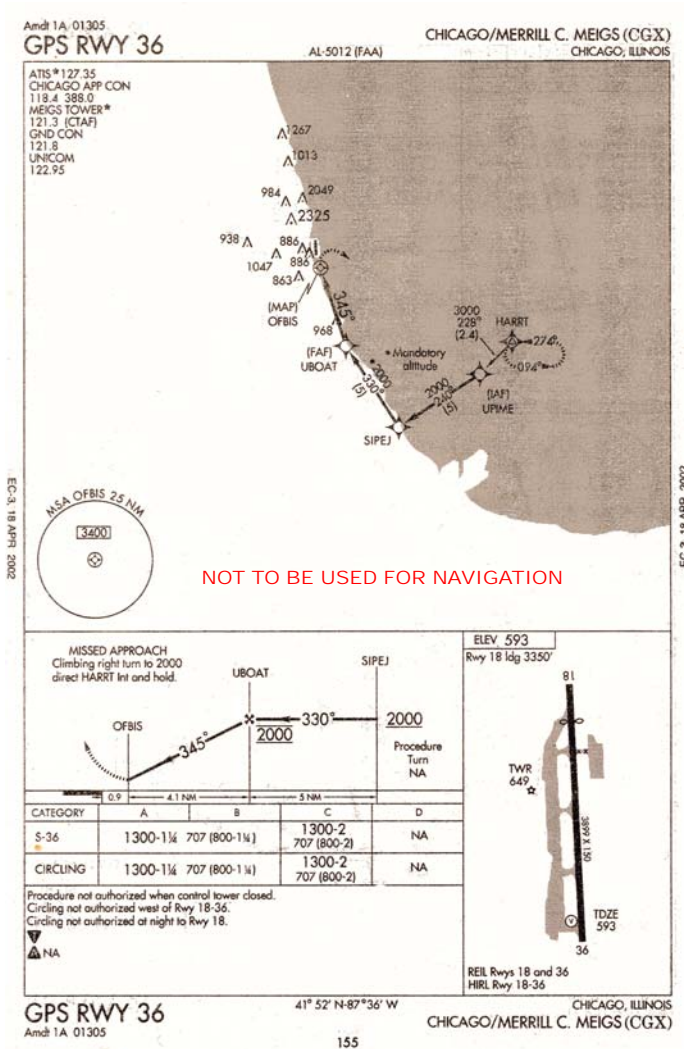 Amdt 1A 01305
GPS RWY 36
AL-5012 (FAA)
CHICAGO/MERRILL C. MEIGS (CGX)
CHICAGO, ILLINOIS
ATIS* 127.35
CHICAGO APP CON
118.4 388.0
MEIGS TOWER*
121.3 (CTAF)
GND CON
121.8
UNICOM
122.95
1267
1013
984
2049
2325
938
886
1047
886
863
(MAP)
OFBIS
345°
968
(FAF)
UBOAT
*2000
330°
(5)
* Mandatory
altitude
3000
228°
(2.4)
HARRT
274°
094°
(IAF)
UPIME
2000
240°
(5)
SIPEJ
EC-3, 18 APR 2002
EC-3, 18 APR 2002
MSA OFBIS 25 NM
3400
NOT TO BE USED FOR NAVIGATION
MISSED APPROACH
Climbing right turn to 2000
direct HARRT Int and hold.
UBOAT
SIPEJ
OFBIS
345°
330°
2000
2000
Procedure
Turn
NA
0.9
4.1 NM
5 NM
CATEGORY A B C D
S-36 1300-1¼ 707 (800-1¼) 1300-2 707 (800-2) NA
CIRCLING 1300-1¼ 707 (800-1¼) 1300-2 707 (800-2) NA
Procedure not authorized when control tower closed.
Circling not authorized west of Rwy 18-36.
Circling not authorized at night to Rwy 18.
T
A NA
ELEV 593
Rwy 18 ldg 3350'
18
TWR
649
3899 X 150
V
TDZE
593
36
REIL Rwys 18 and 36
HIRL Rwy 18-36
GPS RWY 36
Amdt 1A 01305
41° 52' N-87°36' W
CHICAGO, ILLINOIS
CHICAGO/MERRILL C. MEIGS (CGX)
155